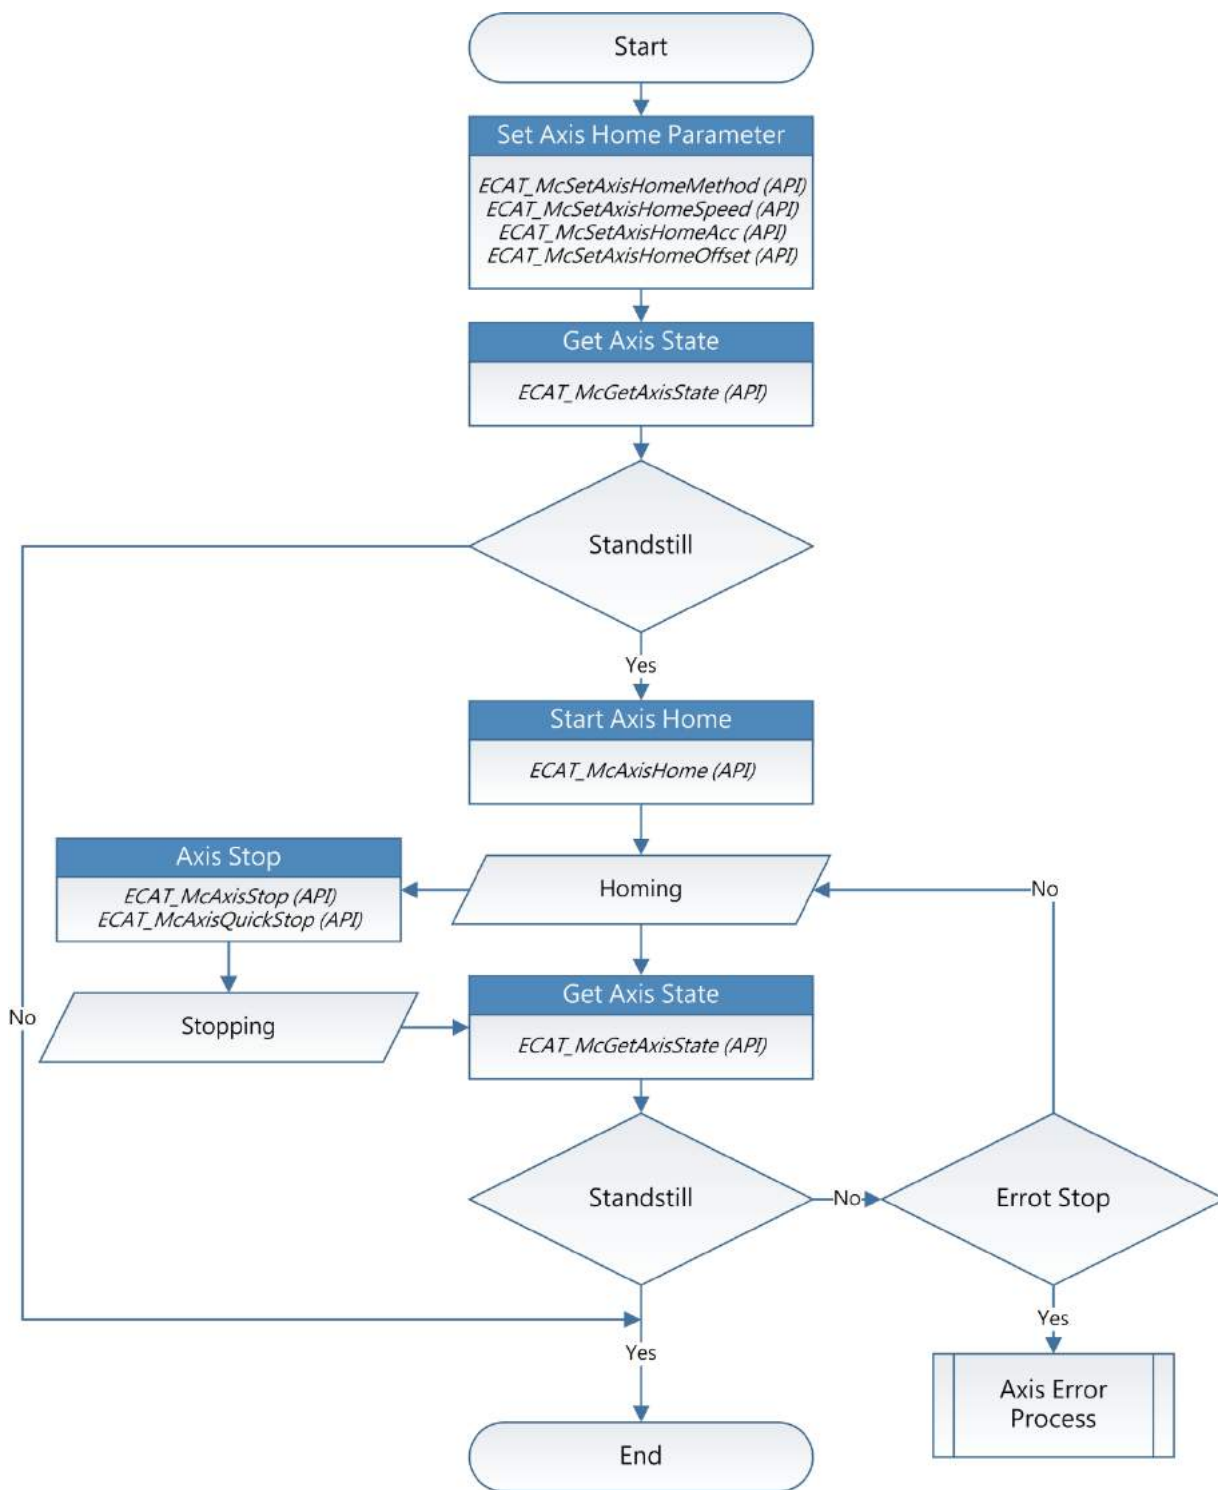 Start
Set Axis Home Parameter
ECAT_McSetAxisHomeMethod (API)
ECAT_McSetAxisHomeSpeed (API)
ECAT_McSetAxisHomeAcc (API)
ECAT_McSetAxisHomeOffset (API)
Get Axis State
ECAT_McGetAxisState (API)
Standstill
Yes
Start Axis Home
ECAT_McAxisHome (API)
Axis Stop
ECAT_McAxisStop (API)
ECAT_McAxisQuickStop (API)
Homing
No
Get Axis State
No
Stopping
ECAT_McGetAxisState (API)
Standstill
No
Errot Stop
Yes
Yes
Axis Error
Process
End